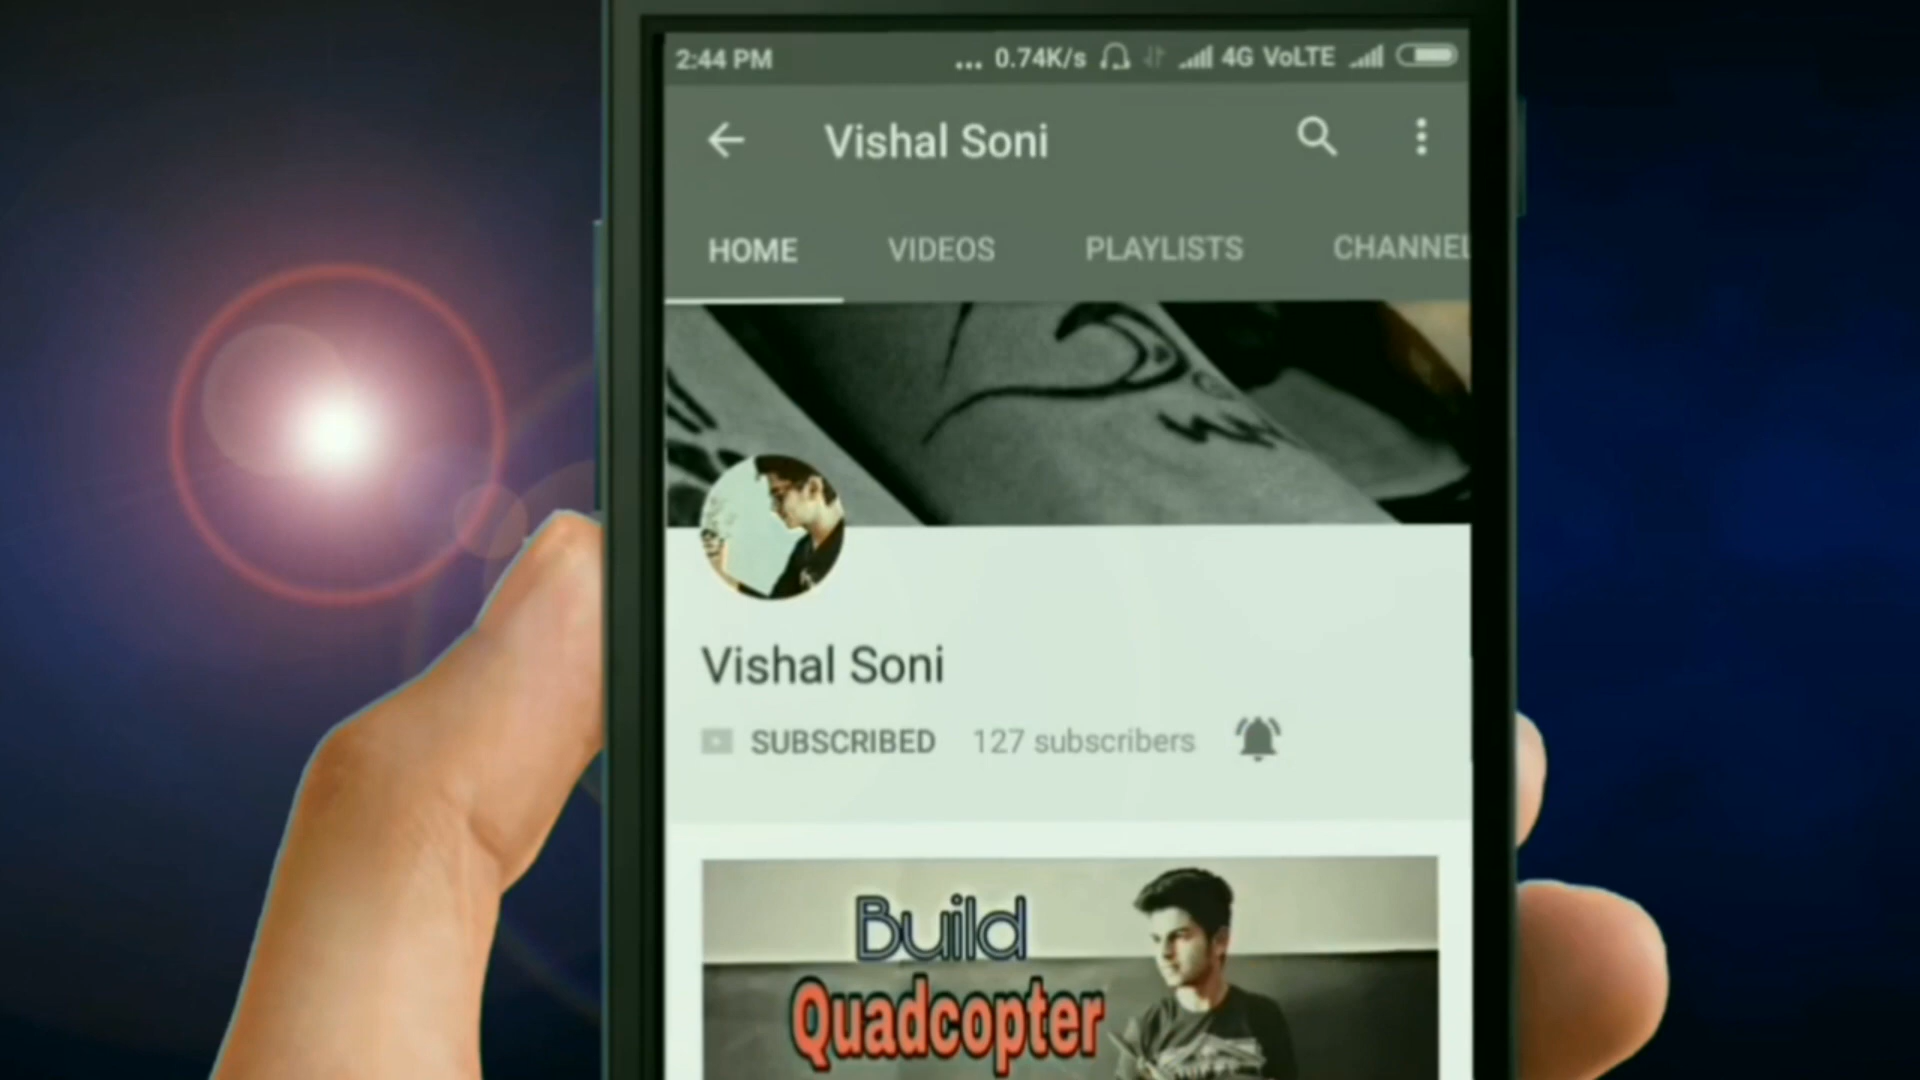 2:44 PM ... 0.74K/s 4G VoLTE
Vishal Soni
HOME VIDEOS PLAYLISTS CHANNEL
Vishal Soni
SUBSCRIBED 127 subscribers
Build
Quadcopter